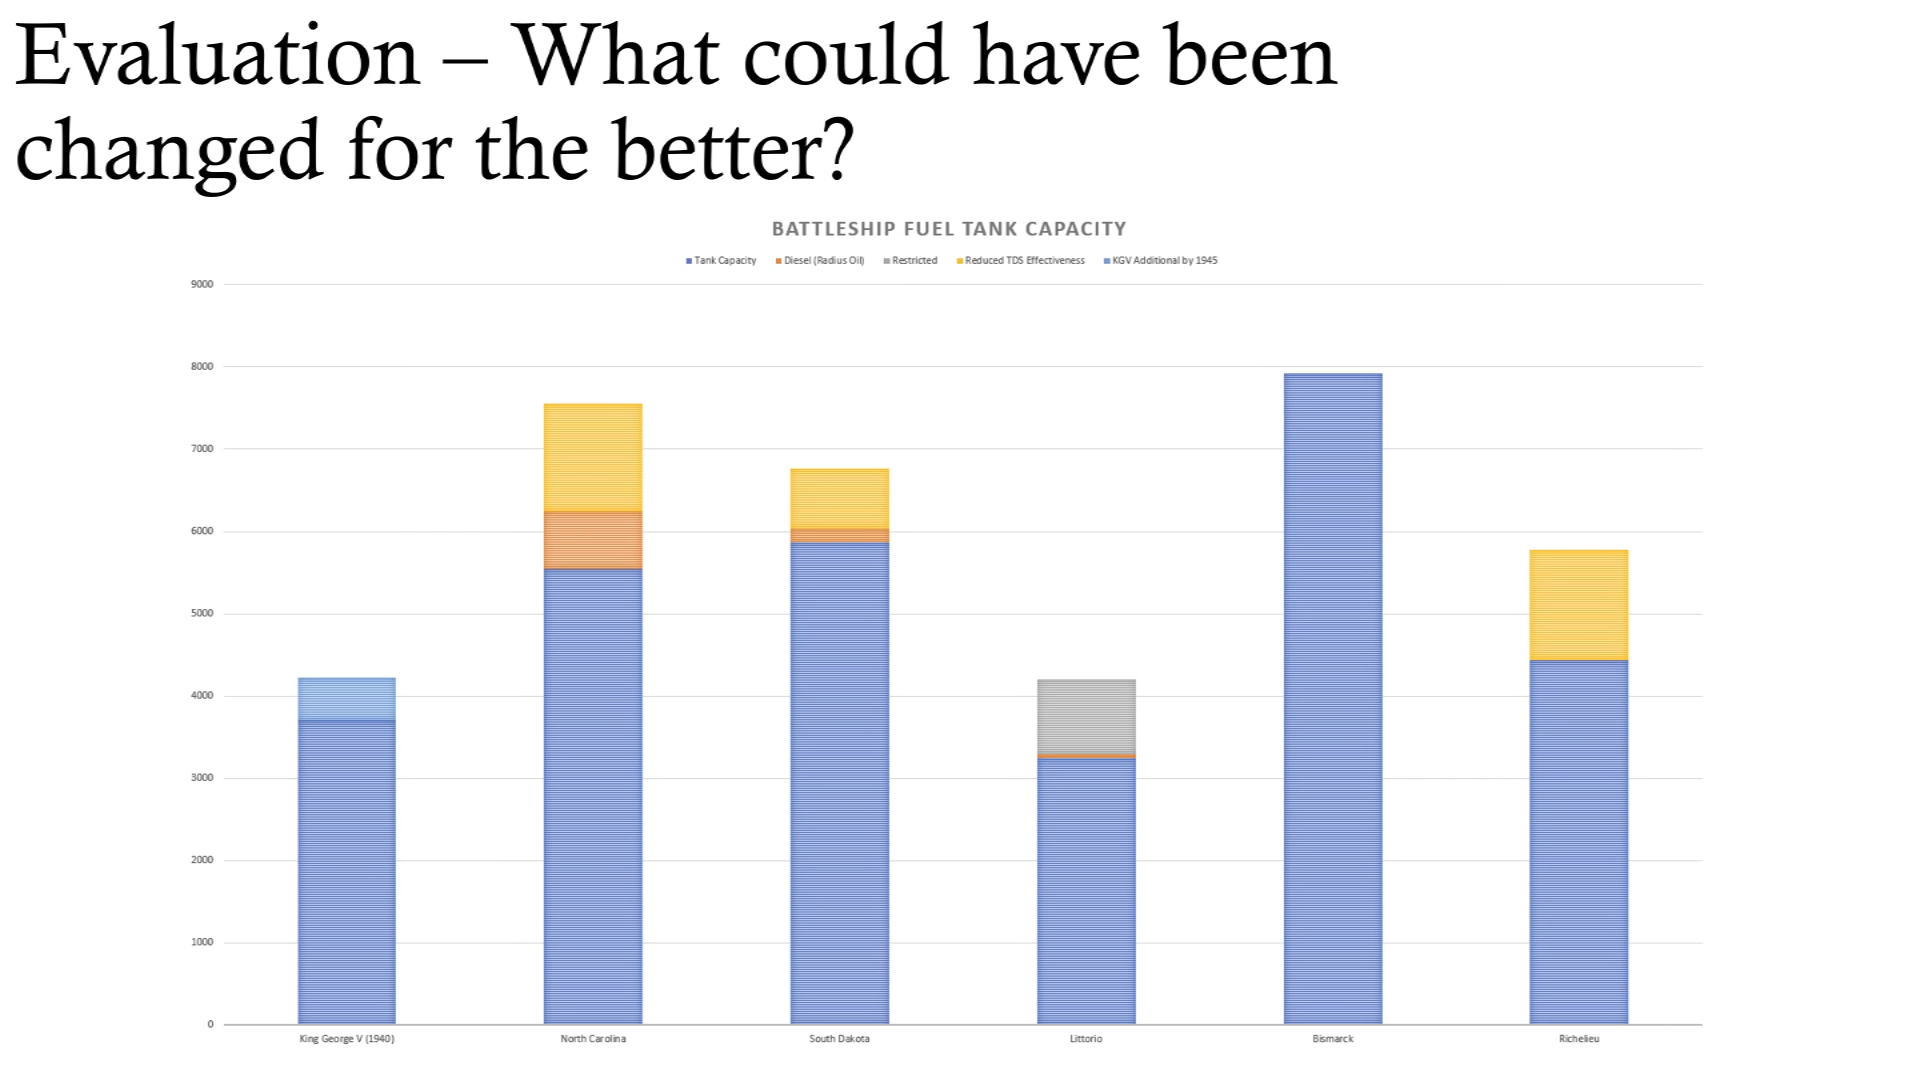 Evaluation – What could have been
changed for the better?
BATTLESHIP FUEL TANK CAPACITY
Tank Capacity Diesel (Radius Oil) Restricted Reduced TDS Effectiveness KGV Additional by 1945
9000
8000
7000
6000
5000
4000
3000
2000
1000
0
King George V (1940) North Carolina South Dakota Littorio Bismarck Richelieu